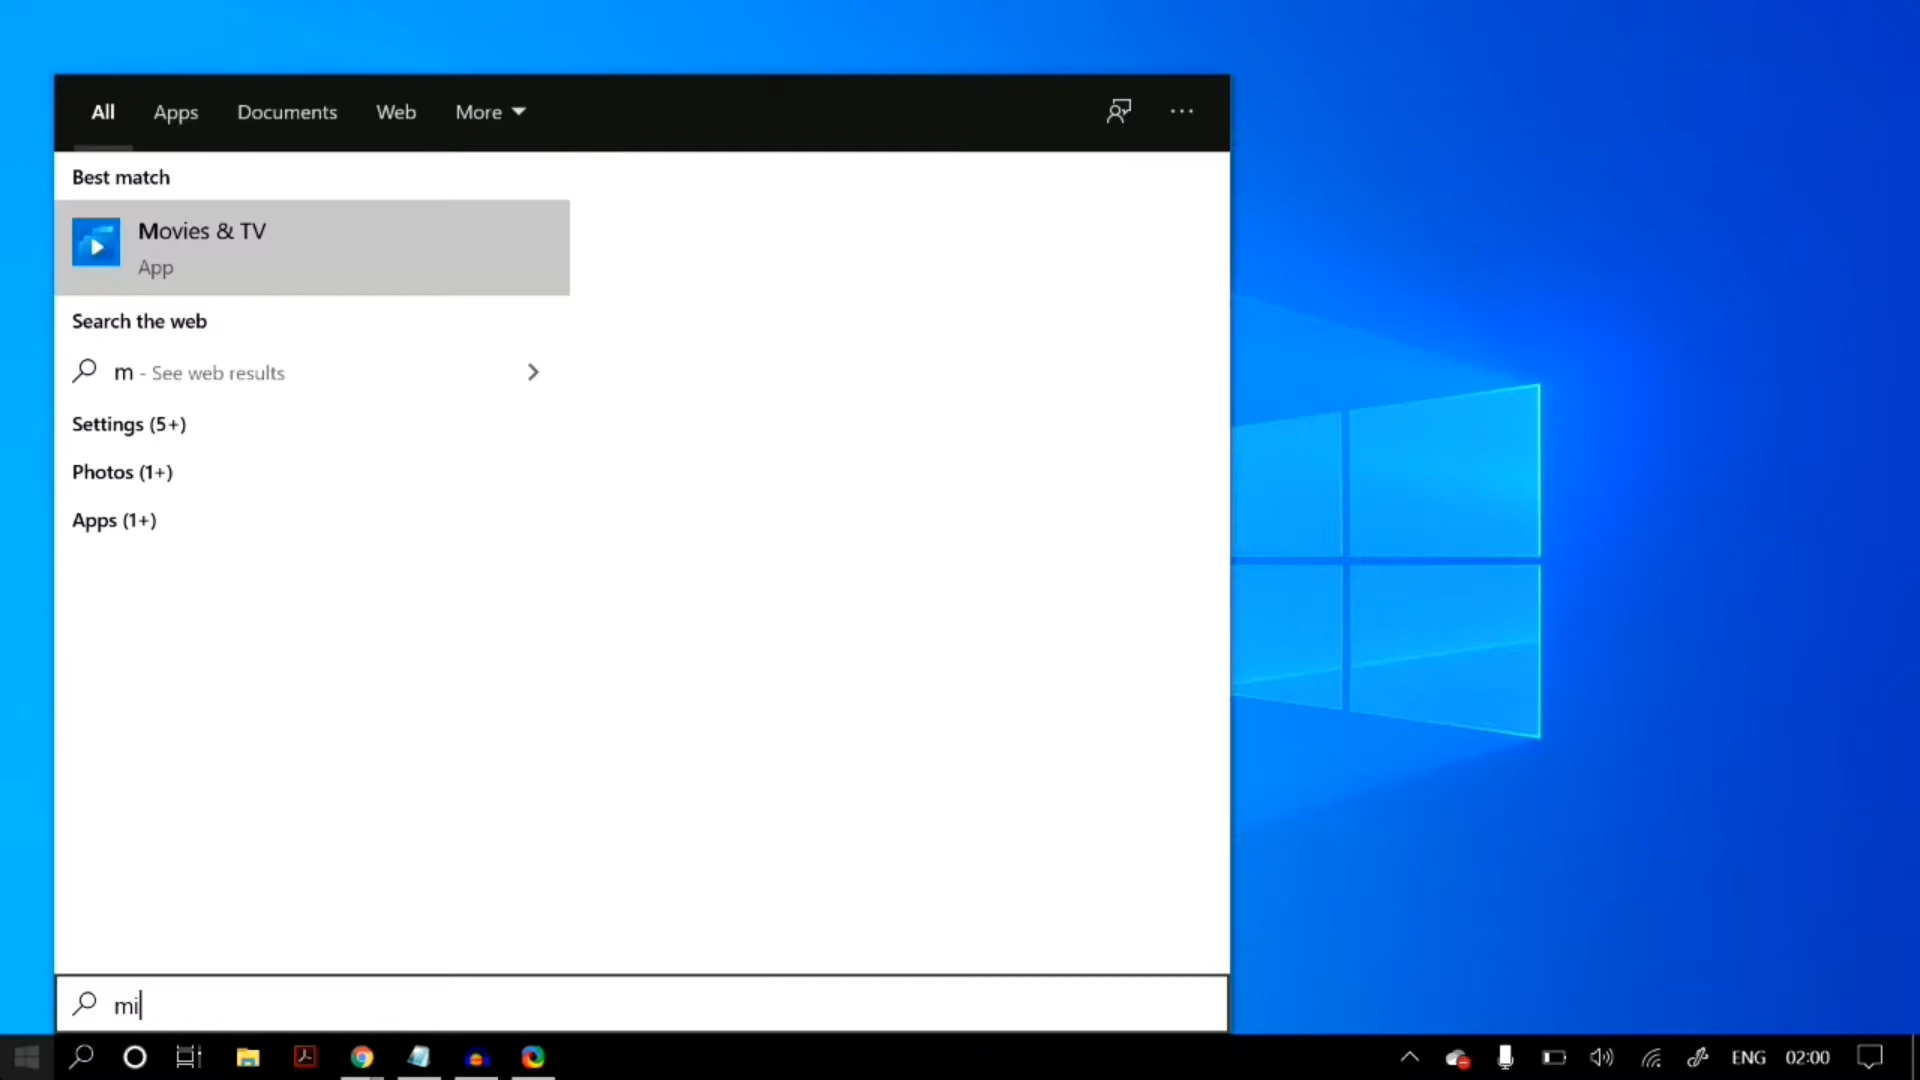 All Apps Documents Web More
Best match
Movies & TV
App
Search the web
m - See web results
Settings (5+)
Photos (1+)
Apps (1+)
mi
ENG 02:00